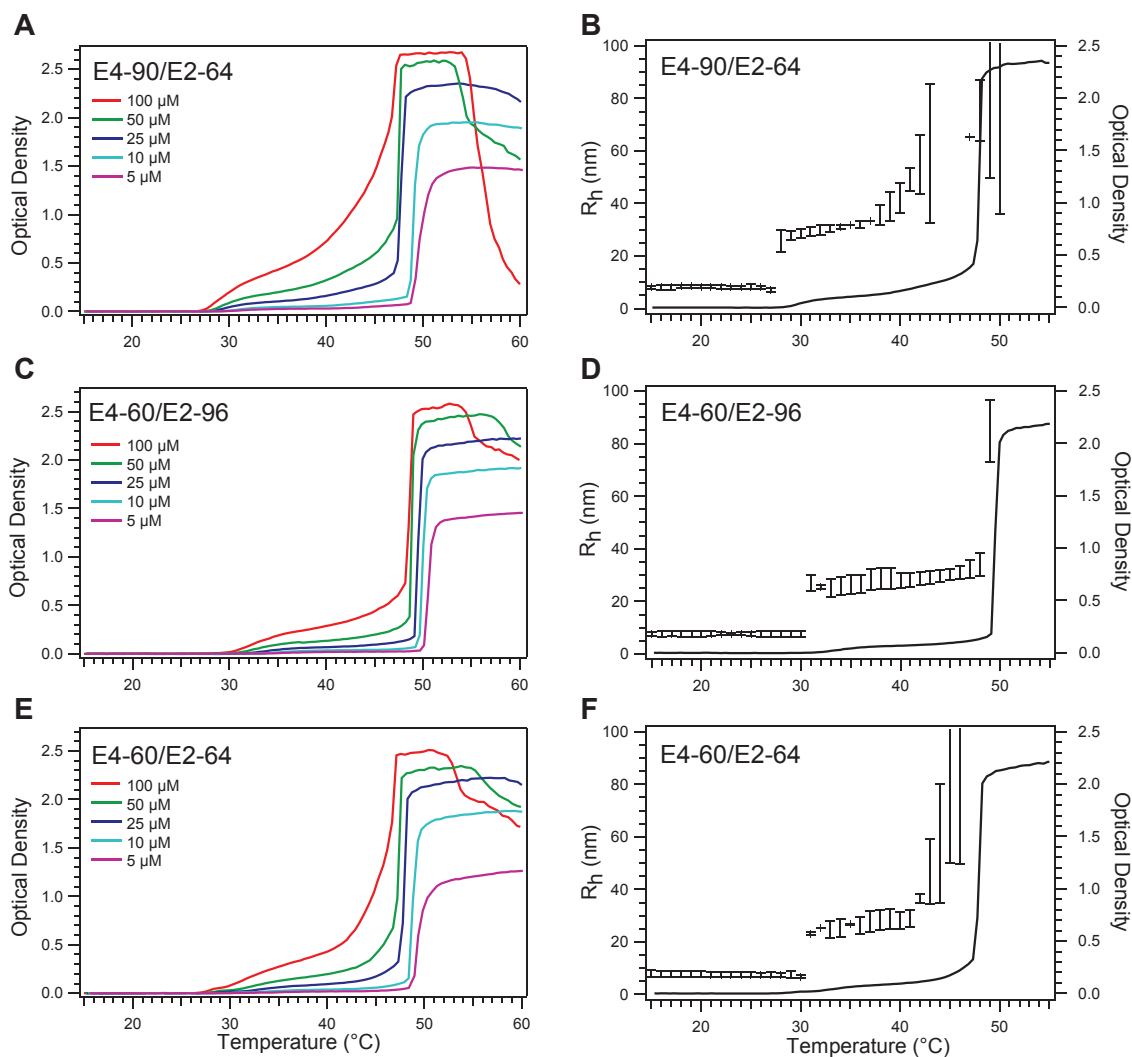 A
E4-90/E2-64
100 µM
50 µM
25 µM
10 µM
5 µM
Optical Density
2.5
2.0
1.5
1.0
0.5
0.0
20 30 40 50 60
B
E4-90/E2-64
Rh (nm)
100
80
60
40
20
0
20 30 40 50
2.5
2.0
1.5
1.0
0.5
0.0
Optical Density
C
E4-60/E2-96
100 µM
50 µM
25 µM
10 µM
5 µM
Optical Density
2.5
2.0
1.5
1.0
0.5
0.0
20 30 40 50 60
D
E4-60/E2-96
Rh (nm)
100
80
60
40
20
0
20 30 40 50
2.5
2.0
1.5
1.0
0.5
0.0
Optical Density
E
E4-60/E2-64
100 µM
50 µM
25 µM
10 µM
5 µM
Optical Density
2.5
2.0
1.5
1.0
0.5
0.0
20 30 40 50 60
Temperature (°C)
F
E4-60/E2-64
Rh (nm)
100
80
60
40
20
0
20 30 40 50
Temperature (°C)
2.5
2.0
1.5
1.0
0.5
0.0
Optical Density